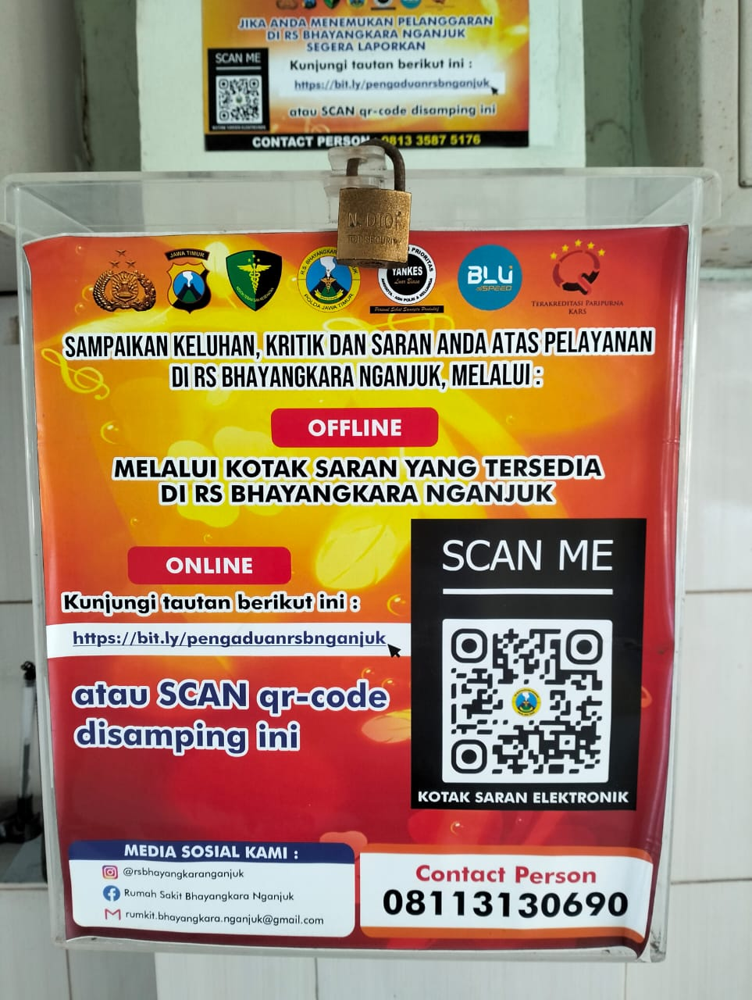 JIKA ANDA MENEMUKAN PELANGGARAN
DI RS BHAYANGKARA NGANJUK
SEGERA LAPORKAN
SCAN ME
Kunjungi tautan berikut ini :
https://bit.ly/pengaduanrsbnganjuk
atau SCAN qr-code disamping ini
CONTACT PERSON : 0813 3587 5176
TOP SECURITY
JAWA TIMUR
POLDA JAWA TIMUR
PRIORITAS
YANKES
Luar Biasa
BLU
SPEED
TERAKREDITASI PARIPURNA
KARS
SAMPAIKAN KELUHAN, KRITIK DAN SARAN ANDA ATAS PELAYANAN
DI RS BHAYANGKARA NGANJUK, MELALUI :
OFFLINE
MELALUI KOTAK SARAN YANG TERSEDIA
DI RS BHAYANGKARA NGANJUK
ONLINE
Kunjungi tautan berikut ini :
https://bit.ly/pengaduanrsbnganjuk
atau SCAN qr-code
disamping ini
SCAN ME
KOTAK SARAN ELEKTRONIK
MEDIA SOSIAL KAMI :
@rsbhayangkaranganjuk
Rumah Sakit Bhayangkara Nganjuk
rumkit.bhayangkara.nganjuk@gmail.com
Contact Person
08113130690